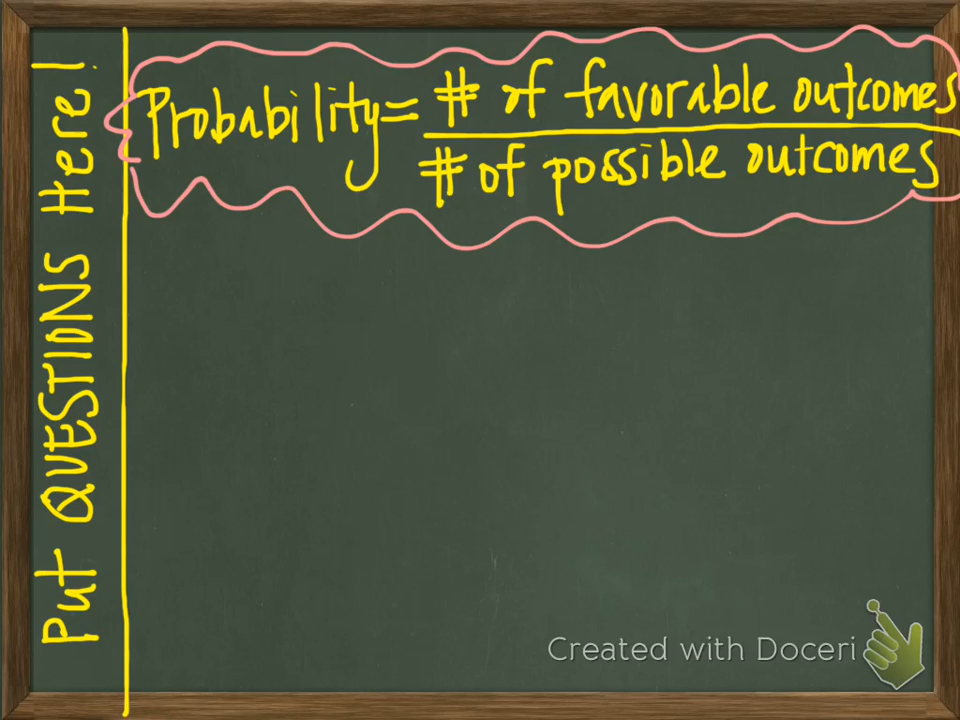 Put QUESTIONS Here!
Probability = # of favorable outcomes
# of possible outcomes
Created with Doceri